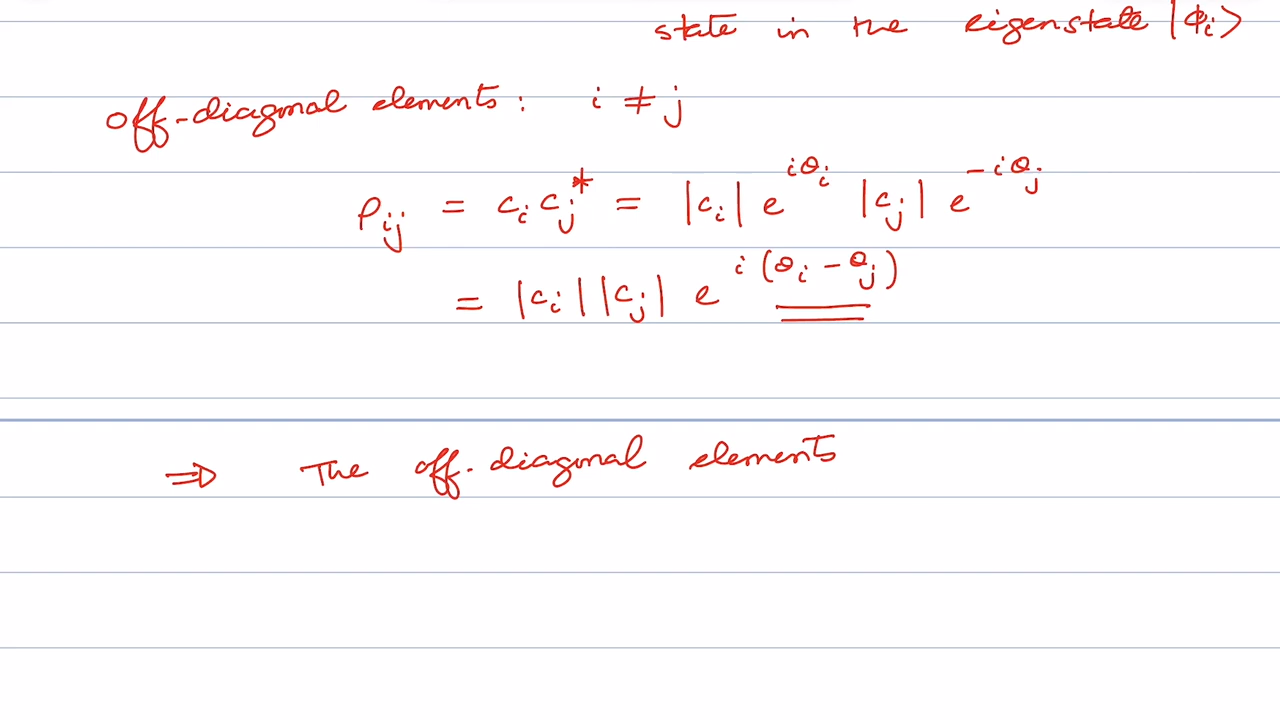 state in the eigenstate |ϕᵢ>
off-diagonal elements: i ≠ j
ρᵢⱼ = cᵢ cⱼ* = |cᵢ| e^{iθᵢ} |cⱼ| e^{-iθⱼ}
= |cᵢ| |cⱼ| e^{i(θᵢ - θⱼ)}
⇒ The off-diagonal elements